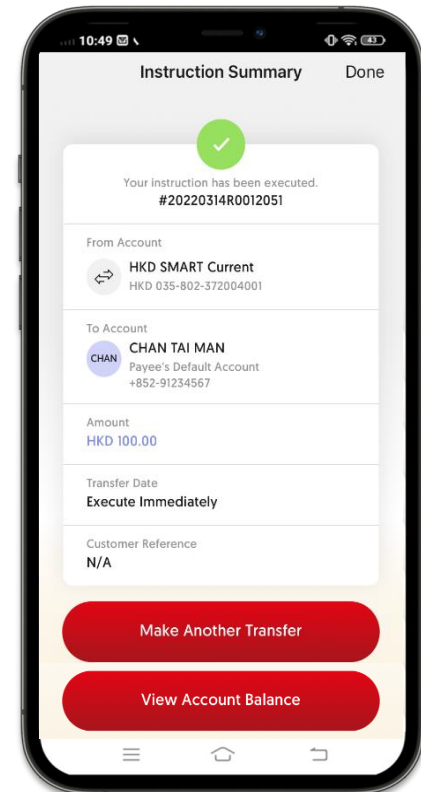 10:49
43
Instruction Summary
Done
Your instruction has been executed.
#20220314R0012051
From Account
HKD SMART Current
HKD 035-802-372004001
To Account
CHAN
CHAN TAI MAN
Payee's Default Account
+852-91234567
Amount
HKD 100.00
Transfer Date
Execute Immediately
Customer Reference
N/A
Make Another Transfer
View Account Balance